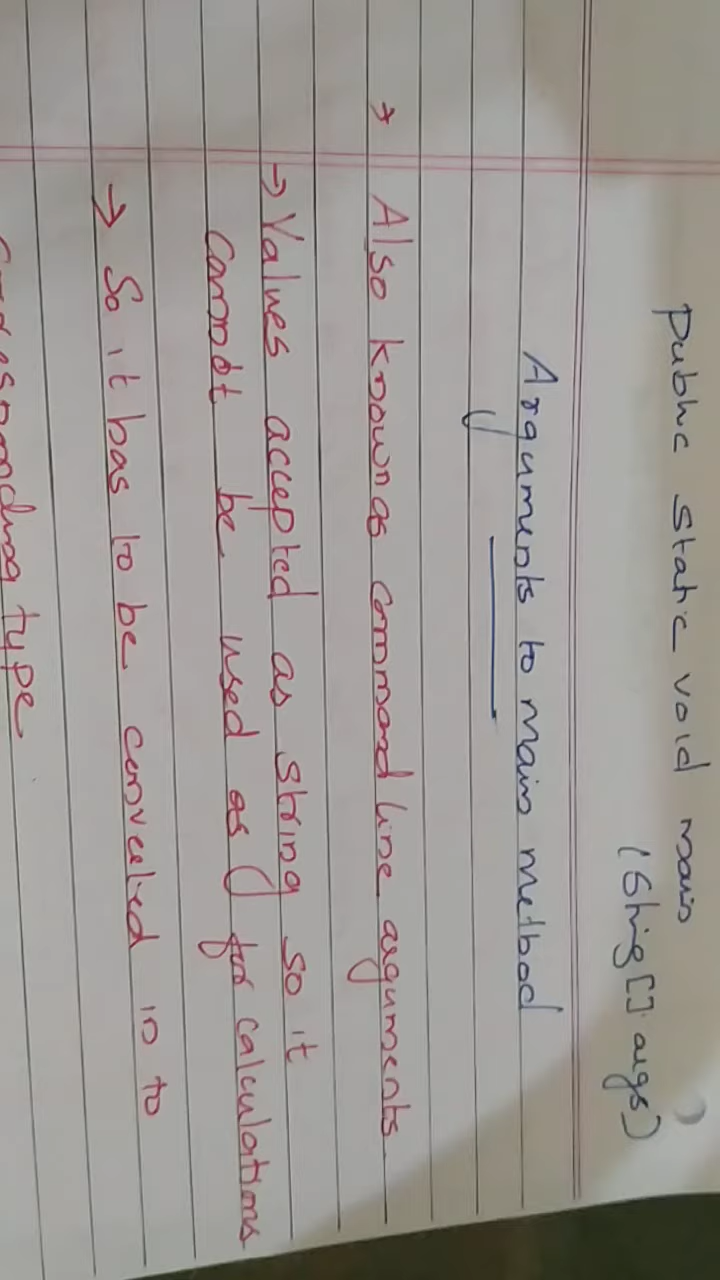 public static void main
(String[] args)
Arguments to main method
* Also known as command line arguments
→ Values accepted as string so it
cannot be used as for calculations
→ So it has to be converted in to
corresponding type